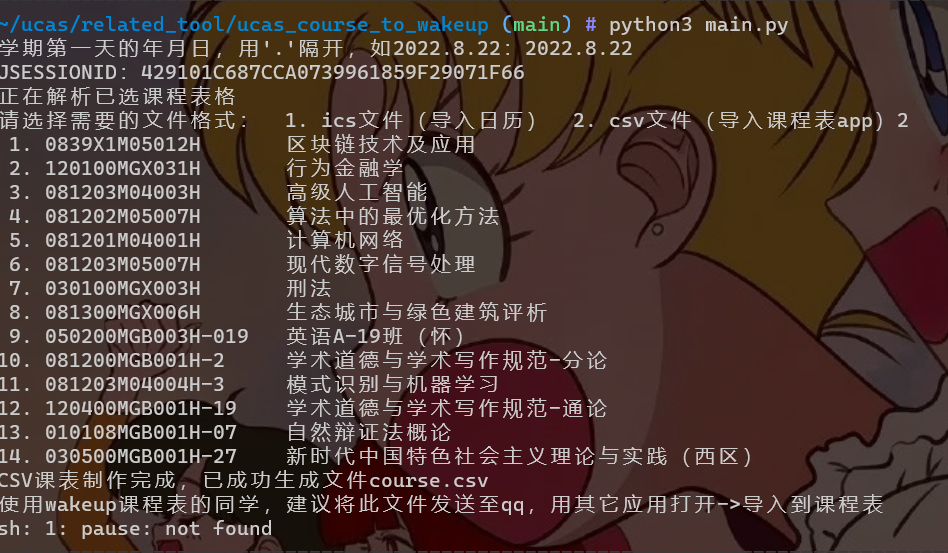 ~/ucas/related_tool/ucas_course_to_wakeup (main) # python3 main.py
学期第一天的年月日，用'.'隔开，如2022.8.22：2022.8.22
JSESSIONID：429101C687CCA0739961859F29071F66
正在解析已选课程表格
请选择需要的文件格式：  1. ics文件（导入日历）  2. csv文件（导入课程表app）2
1. 0839X1M05012H 区块链技术及应用
2. 120100MGX031H 行为金融学
3. 081203M04003H 高级人工智能
4. 081202M05007H 算法中的最优化方法
5. 081201M04001H 计算机网络
6. 081203M05007H 现代数字信号处理
7. 030100MGX003H 刑法
8. 081300MGX006H 生态城市与绿色建筑评析
9. 050200MGB003H-019 英语A-19班（怀）
10. 081200MGB001H-2 学术道德与学术写作规范-分论
11. 081203M04004H-3 模式识别与机器学习
12. 120400MGB001H-19 学术道德与学术写作规范-通论
13. 010108MGB001H-07 自然辩证法概论
14. 030500MGB001H-27 新时代中国特色社会主义理论与实践（西区）
CSV课表制作完成，已成功生成文件course.csv
使用wakeup课程表的同学，建议将此文件发送至qq，用其它应用打开->导入到课程表
sh: 1: pause: not found